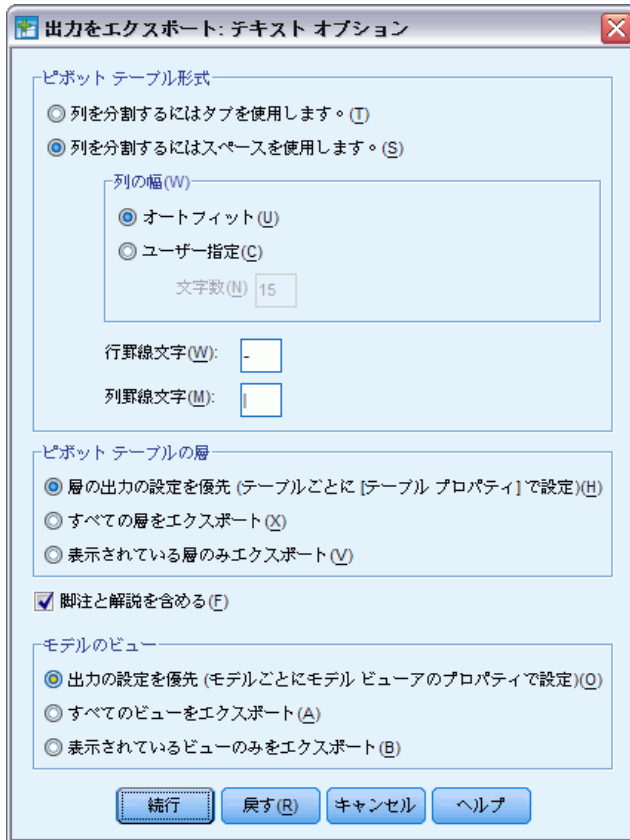 出力をエクスポート: テキスト オプション
ピボット テーブル形式
列を分割するにはタブを使用します。(T)
列を分割するにはスペースを使用します。(S)
列の幅(W)
オートフィット(U)
ユーザー指定(C)
文字数(N) 15
行罫線文字(W): -
列罫線文字(M): |
ピボット テーブルの層
層の出力の設定を優先 (テーブルごとに [テーブル プロパティ] で設定)(H)
すべての層をエクスポート(X)
表示されている層のみエクスポート(V)
脚注と解説を含める(F)
モデルのビュー
出力の設定を優先 (モデルごとにモデル ビューアのプロパティで設定)(O)
すべてのビューをエクスポート(A)
表示されているビューのみをエクスポート(B)
続行 戻す(R) キャンセル ヘルプ